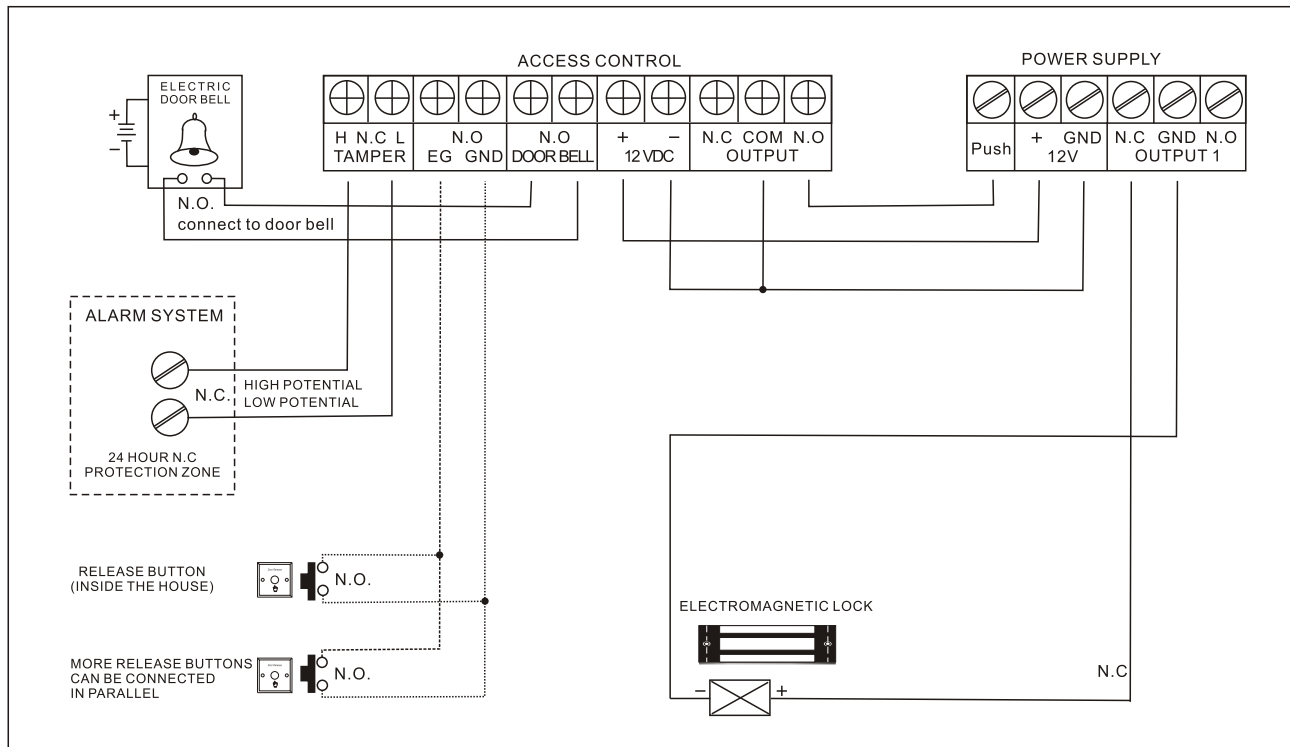 ACCESS CONTROL
POWER SUPPLY
ELECTRIC
DOOR BELL
+
−
H N.C L
TAMPER
N.O
EG GND
N.O
DOOR BELL
+ −
12 VDC
N.C COM N.O
OUTPUT
Push
+ GND
12V
N.C GND N.O
OUTPUT 1
N.O.
connect to door bell
ALARM SYSTEM
N.C.
HIGH POTENTIAL
LOW POTENTIAL
24 HOUR N.C
PROTECTION ZONE
RELEASE BUTTON
(INSIDE THE HOUSE)
N.O.
MORE RELEASE BUTTONS
CAN BE CONNECTED
IN PARALLEL
N.O.
ELECTROMAGNETIC LOCK
− +
N.C